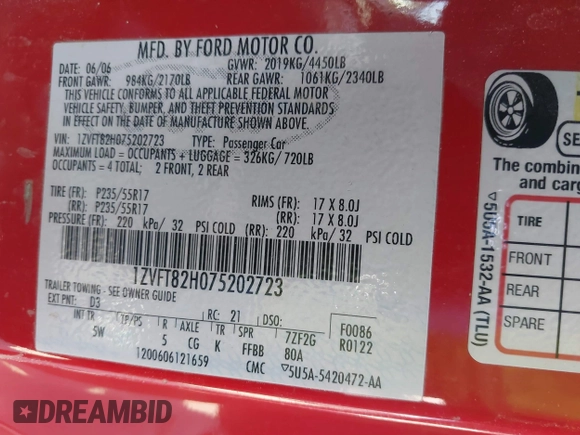 MFD. BY FORD MOTOR CO.
DATE: 06/06 GVWR: 2019KG/4450LB
FRONT GAWR: 984KG/2170LB REAR GAWR: 1061KG/2340LB
THIS VEHICLE CONFORMS TO ALL APPLICABLE FEDERAL MOTOR
VEHICLE SAFETY, BUMPER, AND THEFT PREVENTION STANDARDS
IN EFFECT ON THE DATE OF MANUFACTURE SHOWN ABOVE.
VIN: 1ZVFT82H075202723 TYPE: Passenger Car
MAXIMUM LOAD = OCCUPANTS + LUGGAGE = 326KG/720LB
OCCUPANTS = 4 TOTAL; 2 FRONT, 2 REAR
TIRE (FR): P235/55R17 RIMS (FR): 17 X 8.0J
(RR): P235/55R17 (RR): 17 X 8.0J
PRESSURE (FR): 220 kPa/ 32 PSI COLD (RR): 220 kPa/ 32 PSI COLD
1ZVFT82H075202723
TRAILER TOWING - SEE OWNER GUIDE
EXT PNT: D3 RC: 21 DSO:
INT TR TP/PS R AXLE TR SPR 7ZF2G F0086
5W 5 CG K FFBB 80A R0122
1200606121659 CMC ▽5U5A-5420472-AA
▽5U5A-1532-AA (TLU)
SE
The combin
and carg
TIRE
FRONT
REAR
SPARE
DREAMBID